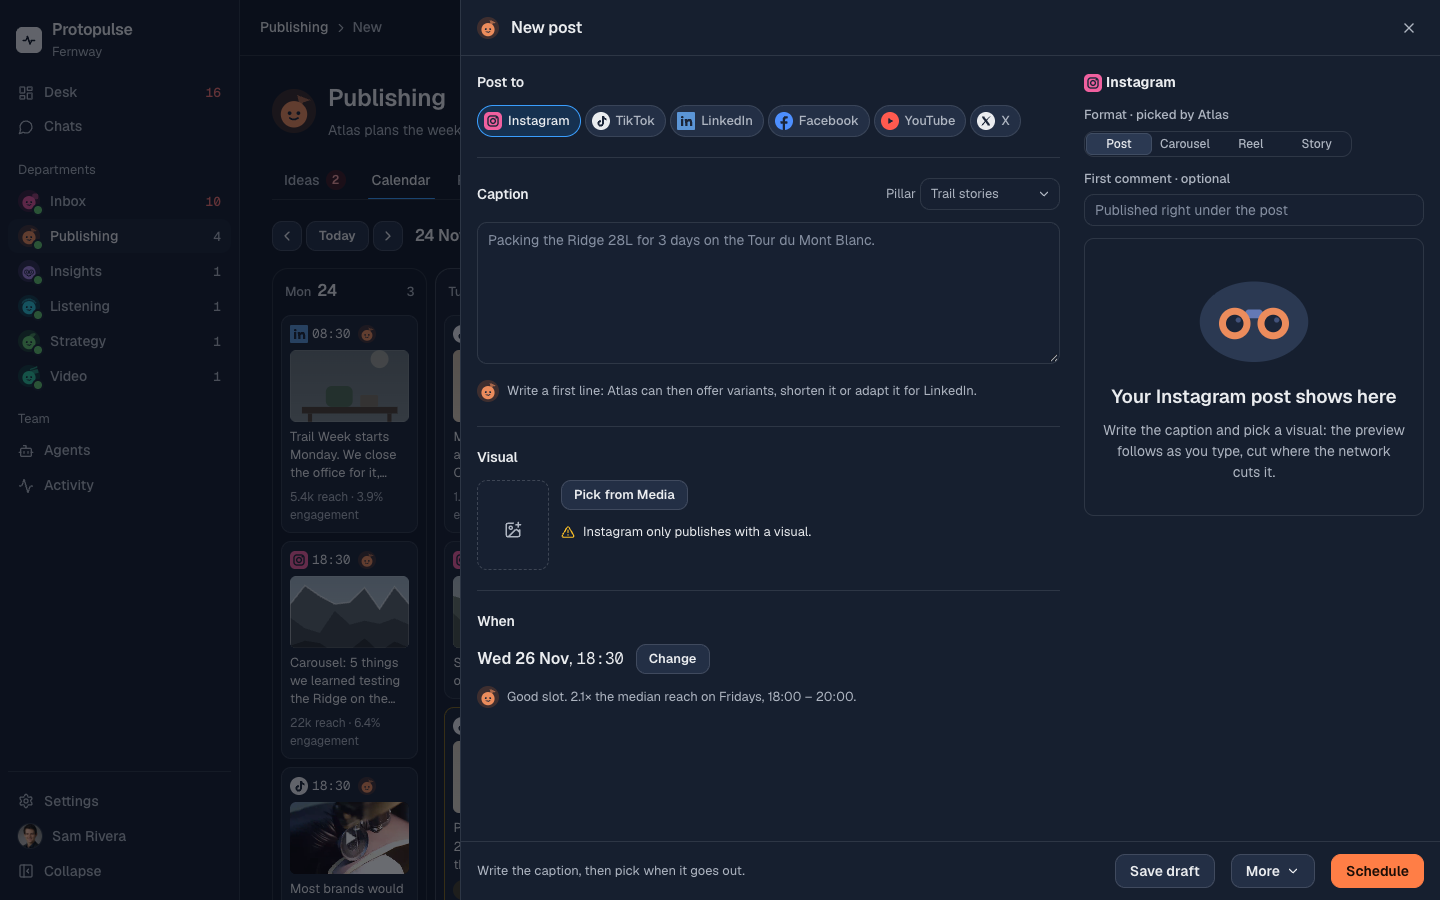 Protopulse
Fernway
Desk 16
Chats
Departments
Inbox 10
Publishing 4
Insights 1
Listening 1
Strategy 1
Video 1
Team
Agents
Activity
Settings
Sam Rivera
Collapse
Publishing > New
Publishing
Atlas plans the week
Ideas 2
Calendar
Today
24 No
Mon 24 3
Tu
in 08:30
Trail Week starts
Monday. We close
the office for it,…
5.4k reach · 3.9%
engagement
18:30
Carousel: 5 things
we learned testing
the Ridge on the…
22k reach · 6.4%
engagement
18:30
Most brands would
New post
Post to
Instagram
TikTok
LinkedIn
Facebook
YouTube
X
Caption
Pillar Trail stories
Packing the Ridge 28L for 3 days on the Tour du Mont Blanc.
Write a first line: Atlas can then offer variants, shorten it or adapt it for LinkedIn.
Visual
Pick from Media
Instagram only publishes with a visual.
When
Wed 26 Nov, 18:30
Change
Good slot. 2.1× the median reach on Fridays, 18:00 – 20:00.
Instagram
Format · picked by Atlas
Post Carousel Reel Story
First comment · optional
Published right under the post
Your Instagram post shows here
Write the caption and pick a visual: the preview
follows as you type, cut where the network
cuts it.
Write the caption, then pick when it goes out.
Save draft
More
Schedule